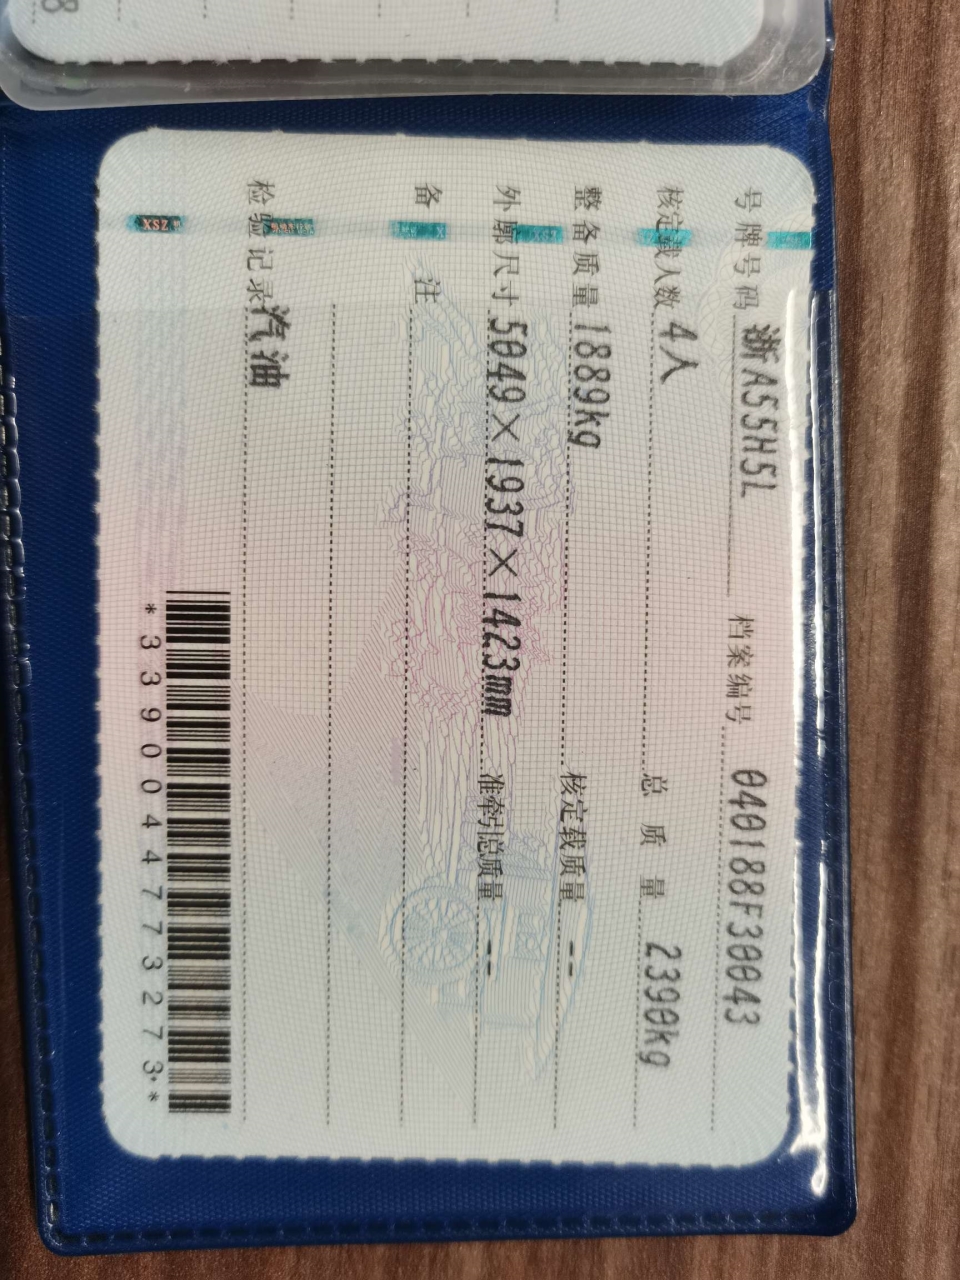 号牌号码 浙A55H5L 档案编号 040188F30043
核定载人数 4人 总质量 2390kg
整备质量 1889kg 核定载质量 --
外廓尺寸 5049×1937×1423mm 准牵引总质量 --
备注
检验记录 汽油
*3390044773273*